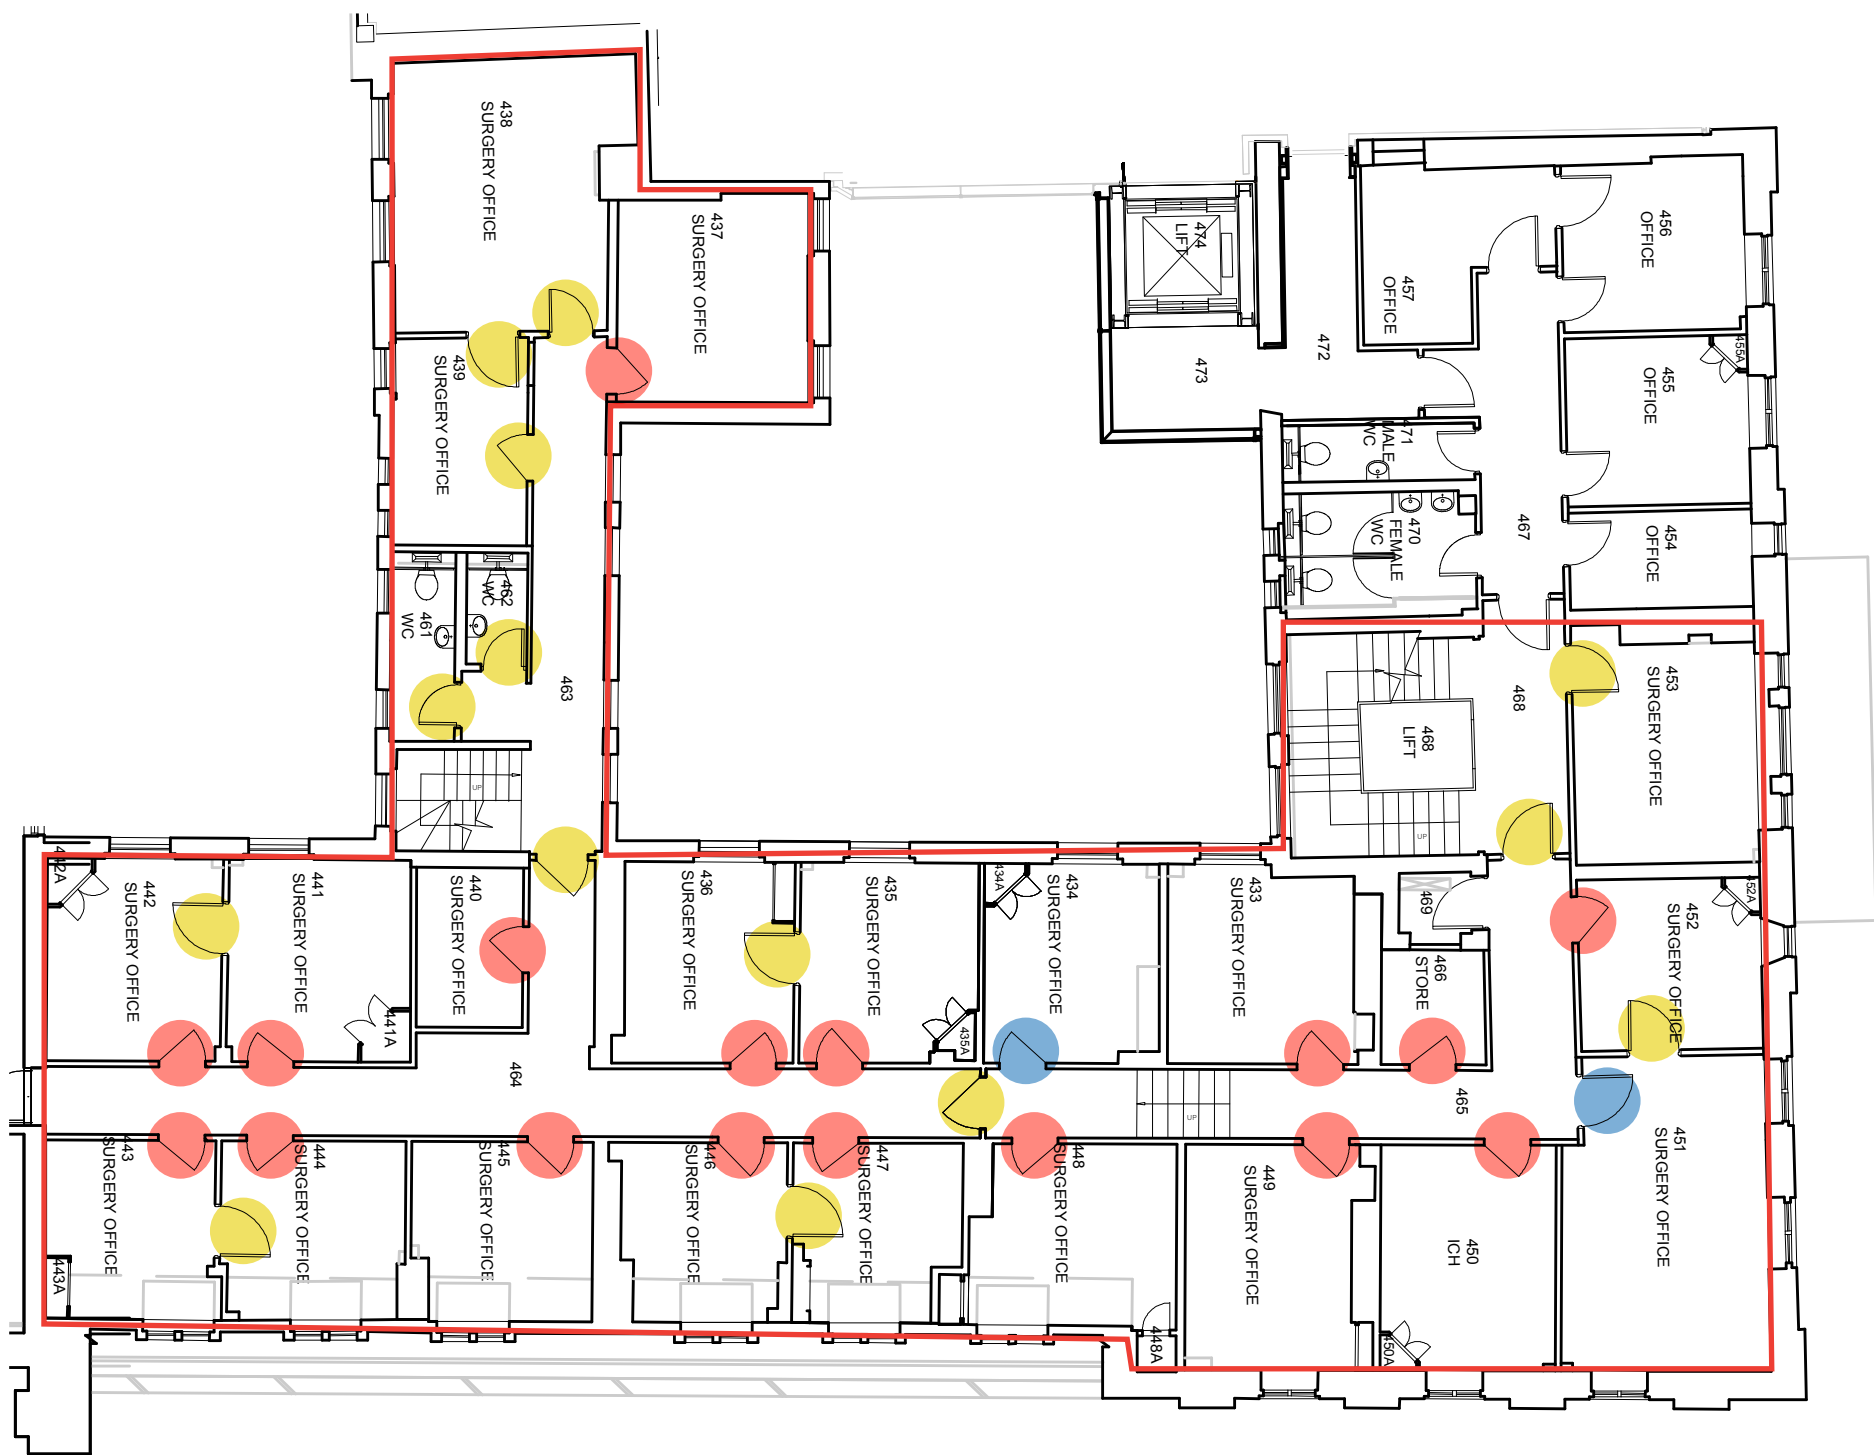 438
SURGERY OFFICE
437
SURGERY OFFICE
439
SURGERY OFFICE
462
WC
461
WC
463
UP
474
LIFT
473
472
457
OFFICE
456
OFFICE
455A
455
OFFICE
454
OFFICE
471
MALE
WC
470
FEMALE
WC
467
468
468
LIFT
UP
453
SURGERY OFFICE
442A
442
SURGERY OFFICE
441
SURGERY OFFICE
441A
440
SURGERY OFFICE
436
SURGERY OFFICE
435
SURGERY OFFICE
435A
434A
434
SURGERY OFFICE
433
SURGERY OFFICE
469
466
STORE
452A
452
SURGERY OFFICE
464
UP
465
443
SURGERY OFFICE
443A
444
SURGERY OFFICE
445
SURGERY OFFICE
446
SURGERY OFFICE
447
SURGERY OFFICE
448
SURGERY OFFICE
448A
449
SURGERY OFFICE
450
ICH
450A
451
SURGERY OFFICE